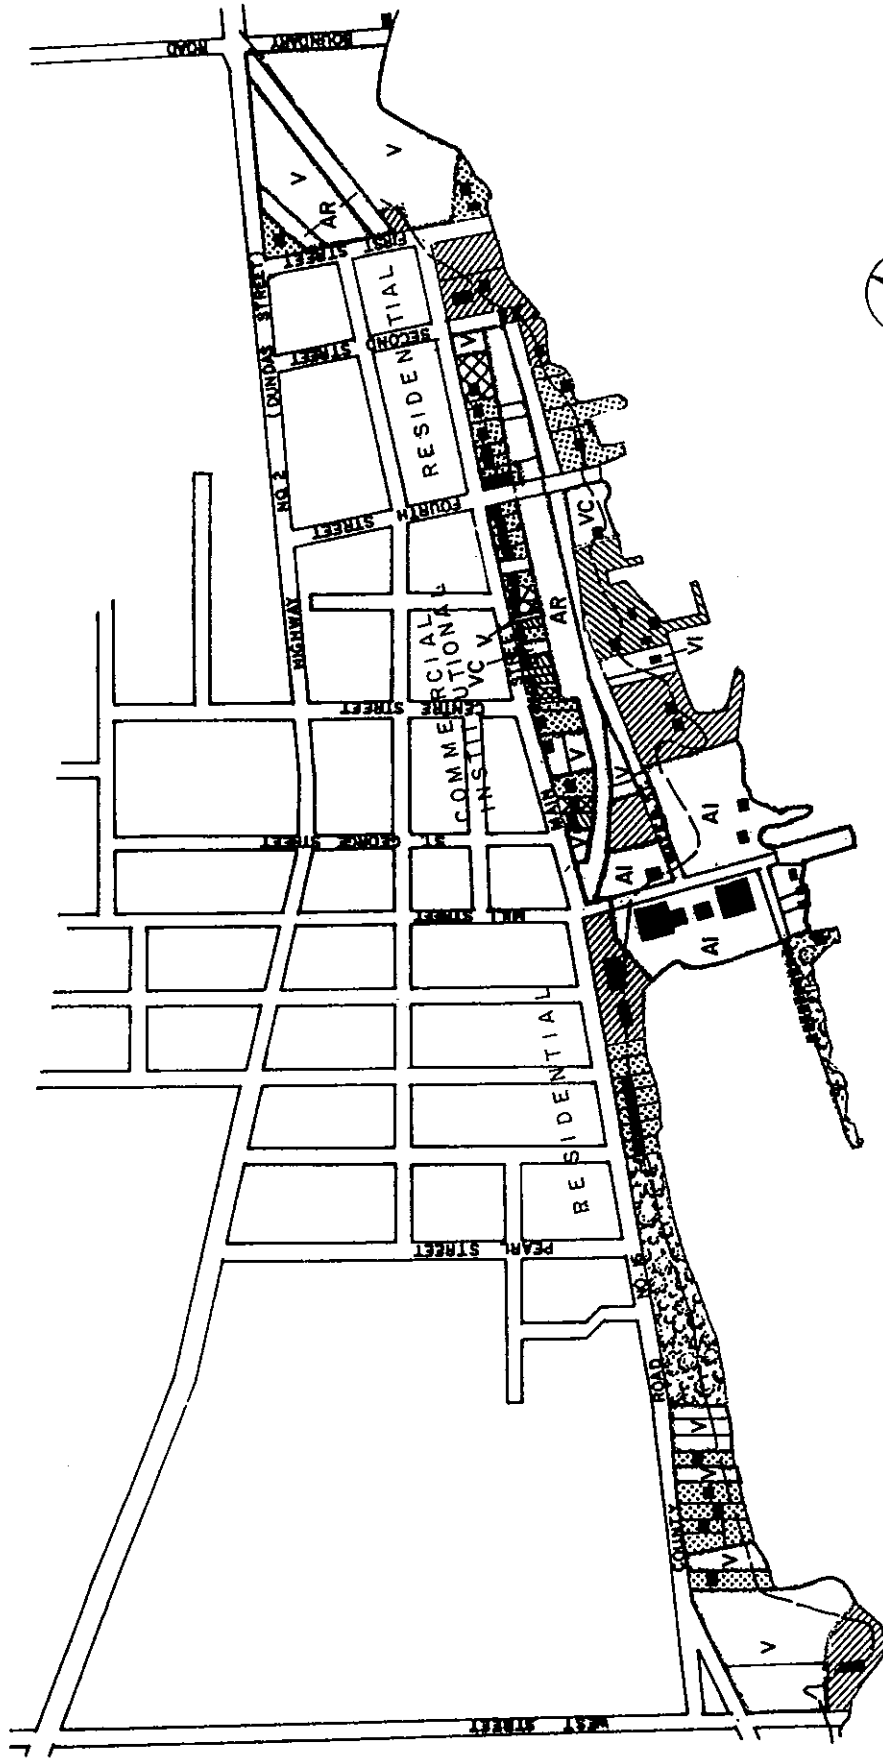 BOUNDARY
ROAD
HIGHWAY
NO. 2
(DUNDAS STREET)
FIRST
STREET
AR
V
V
V
SECOND
STREET
RESIDENTIAL
V
FOURTH
STREET
VC
COMMERCIAL
INSTITUTIONAL
VC
V
AR
VI
CENTRE STREET
MAIN
STREET
V
V
V
ST. GEORGE STREET
AI
AI
AI
MILL
STREET
RESIDENTIAL
PEARL
STREET
COUNTY
ROAD
V
V
V
V
WEST STREET